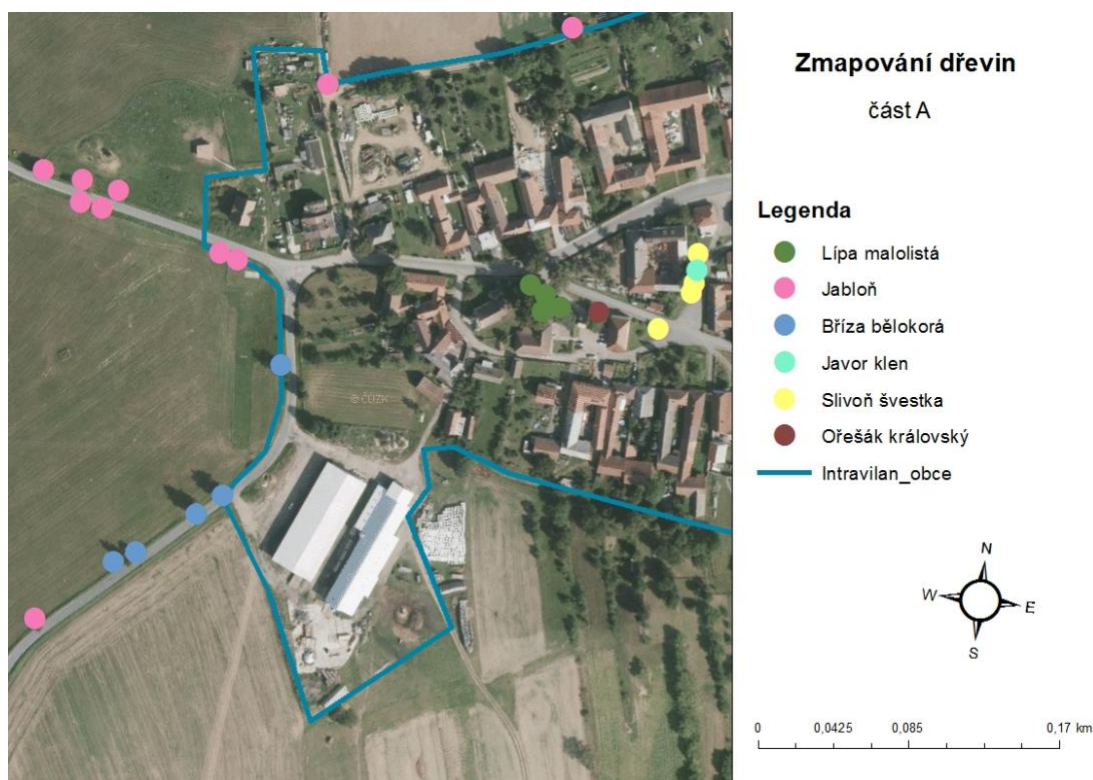 Zmapování dřevin
část A
Legenda
Lípa malolistá
Jabloň
Bříza bělokorá
Javor klen
Slivoň švestka
Ořešák královský
Intravilan_obce
© ČÚZK
N
W
E
S
0 0,0425 0,085 0,17 km